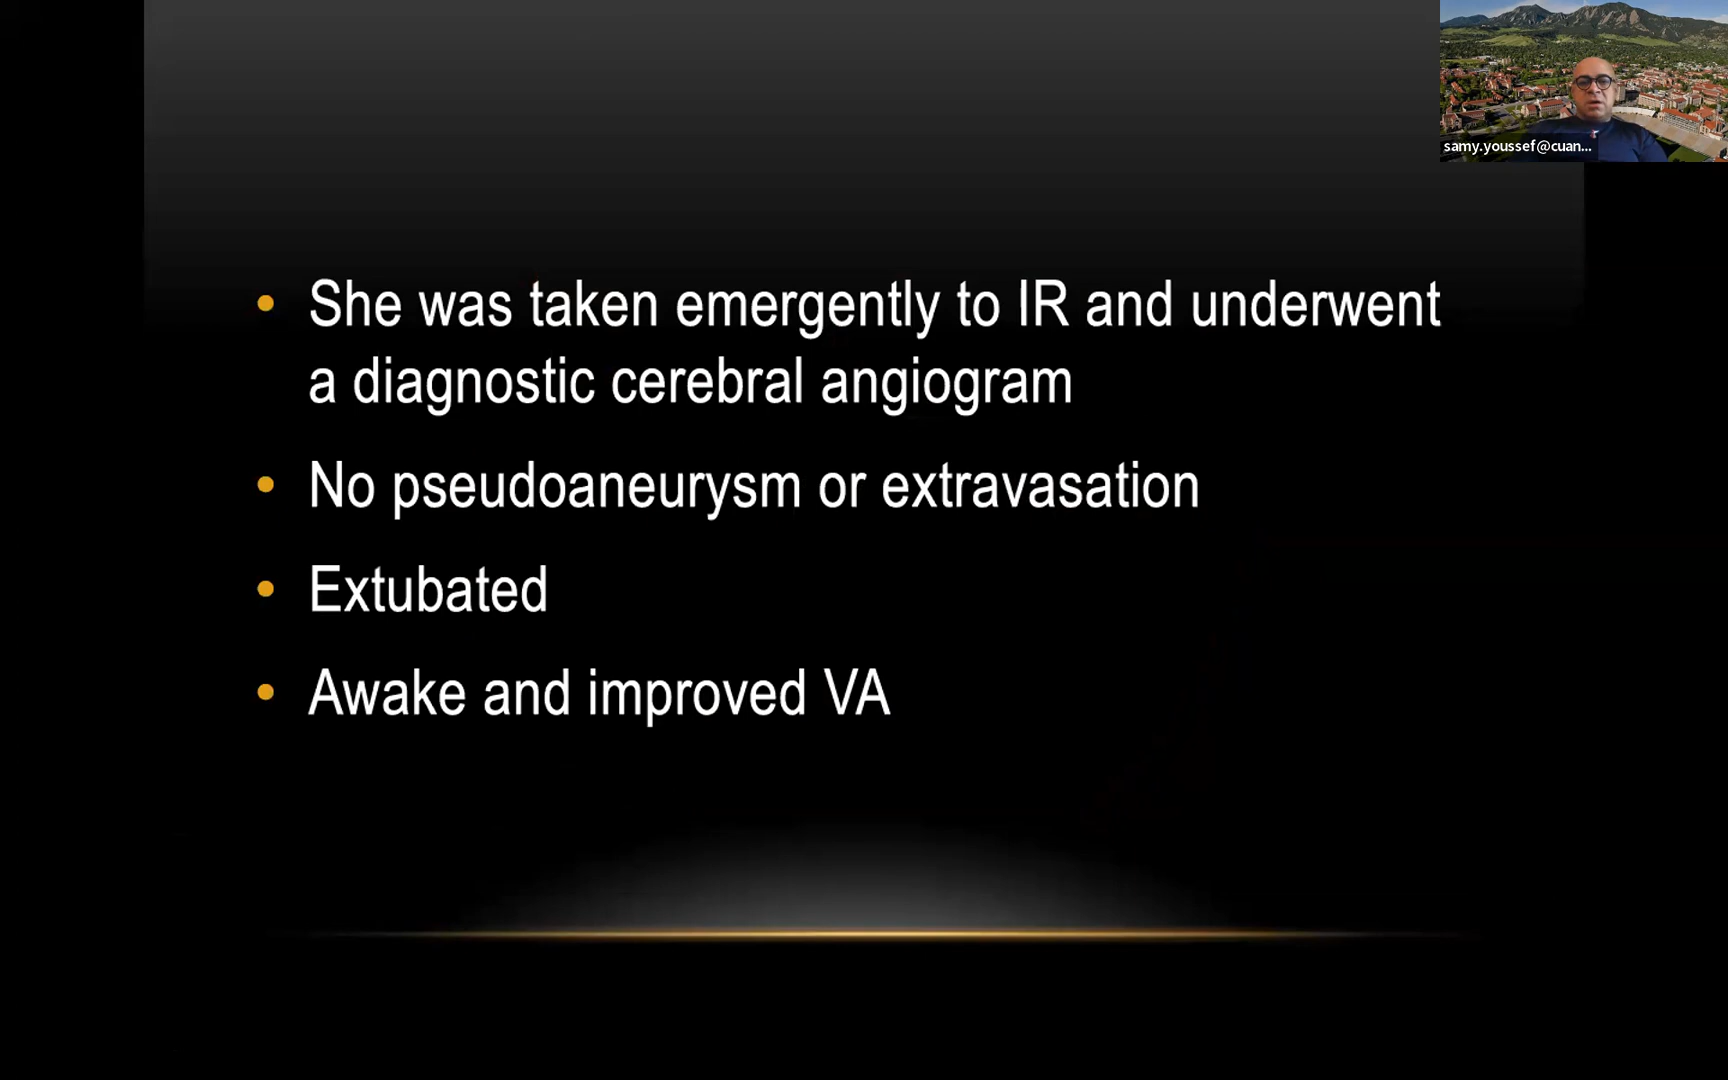 samy.youssef@cuan...
• She was taken emergently to IR and underwent
a diagnostic cerebral angiogram
• No pseudoaneurysm or extravasation
• Extubated
• Awake and improved VA